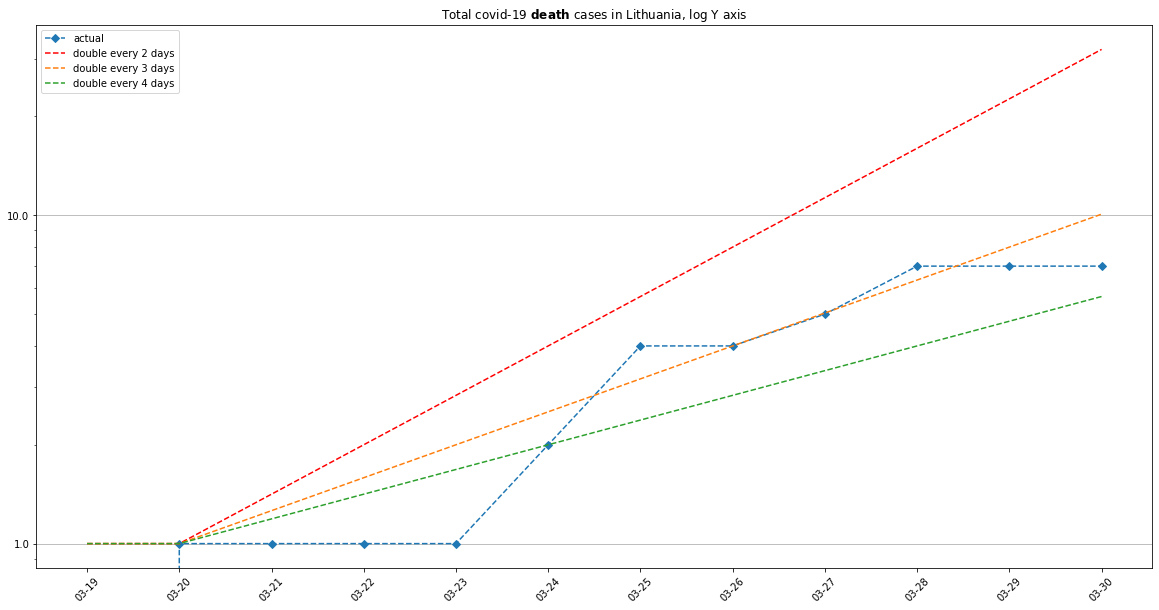 Total covid-19 death cases in Lithuania, log Y axis
actual
double every 2 days
double every 3 days
double every 4 days
10.0
1.0
03-19
03-20
03-21
03-22
03-23
03-24
03-25
03-26
03-27
03-28
03-29
03-30